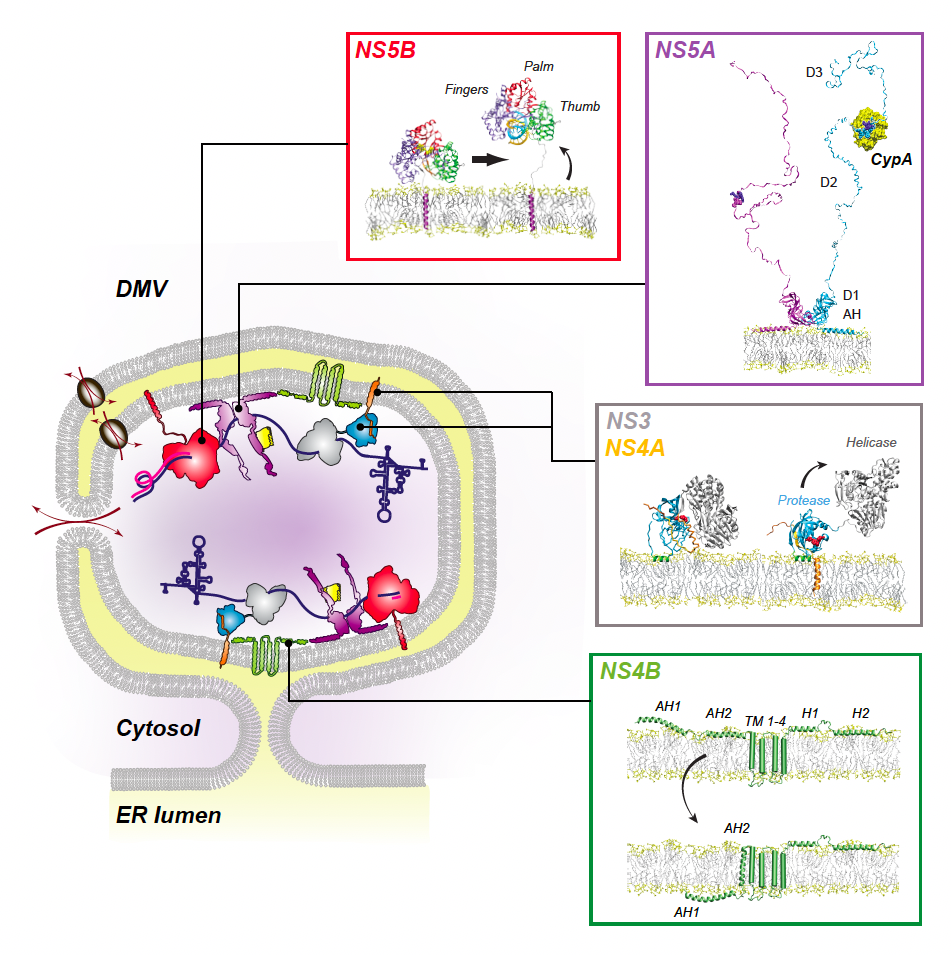 NS5B
Palm
Fingers
Thumb
NS5A
D3
CypA
D2
D1
AH
DMV
NS3
NS4A
Helicase
Protease
NS4B
AH1
AH2
TM 1-4
H1
H2
AH2
AH1
Cytosol
ER lumen